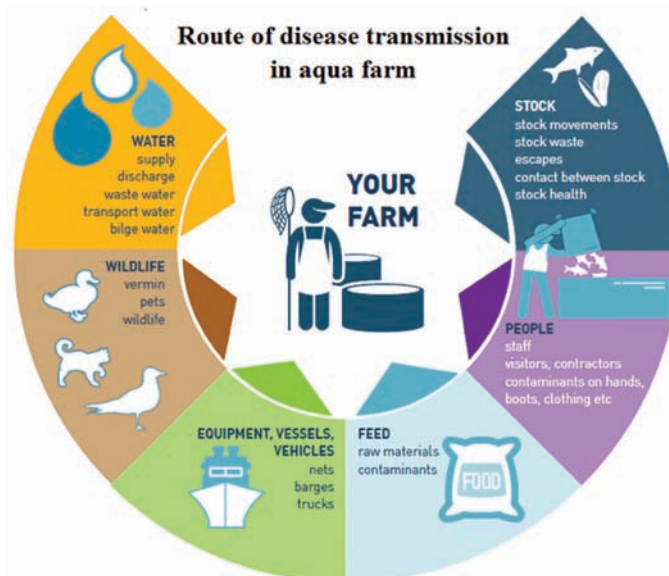 Route of disease transmission
in aqua farm
WATER
supply
discharge
waste water
transport water
bilge water
STOCK
stock movements
stock waste
escapes
contact between stock
stock health
YOUR
FARM
WILDLIFE
vermin
pets
wildlife
PEOPLE
staff
visitors, contractors
contaminants on hands,
boots, clothing etc
EQUIPMENT, VESSELS,
VEHICLES
nets
barges
trucks
FEED
raw materials
contaminants
FOOD